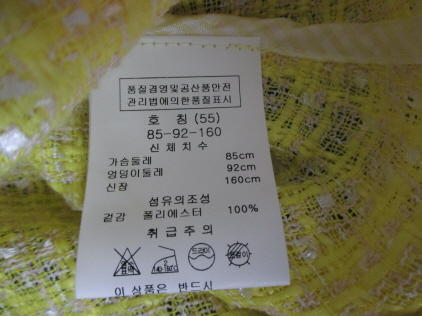 품질경영및공산품안전
관리법에의한품질표시
호 칭 (55)
85-92-160
신 체 치 수
가슴둘레 85cm
엉덩이둘레 92cm
신장 160cm
섬유의조성
겉감 폴리에스터 100%
취 급 주 의
드라이
이 상품은 반드시